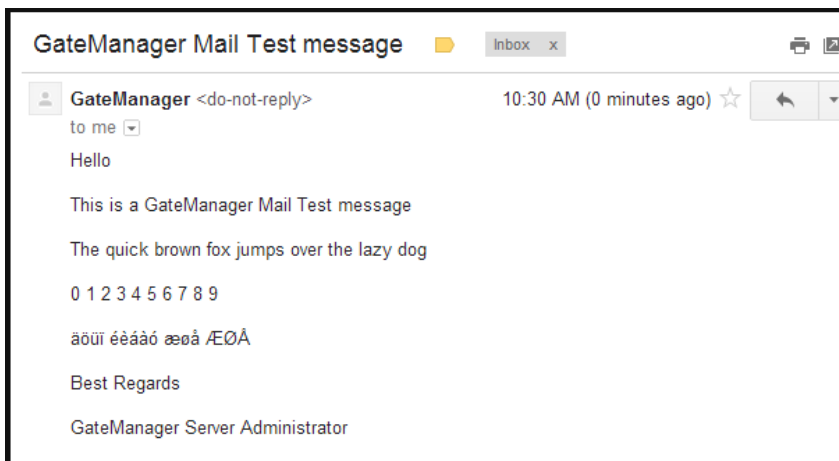 GateManager Mail Test message Inbox x
GateManager <do-not-reply> 10:30 AM (0 minutes ago)
to me
Hello
This is a GateManager Mail Test message
The quick brown fox jumps over the lazy dog
0 1 2 3 4 5 6 7 8 9
äöüï éèáàó æøå ÆØÅ
Best Regards
GateManager Server Administrator